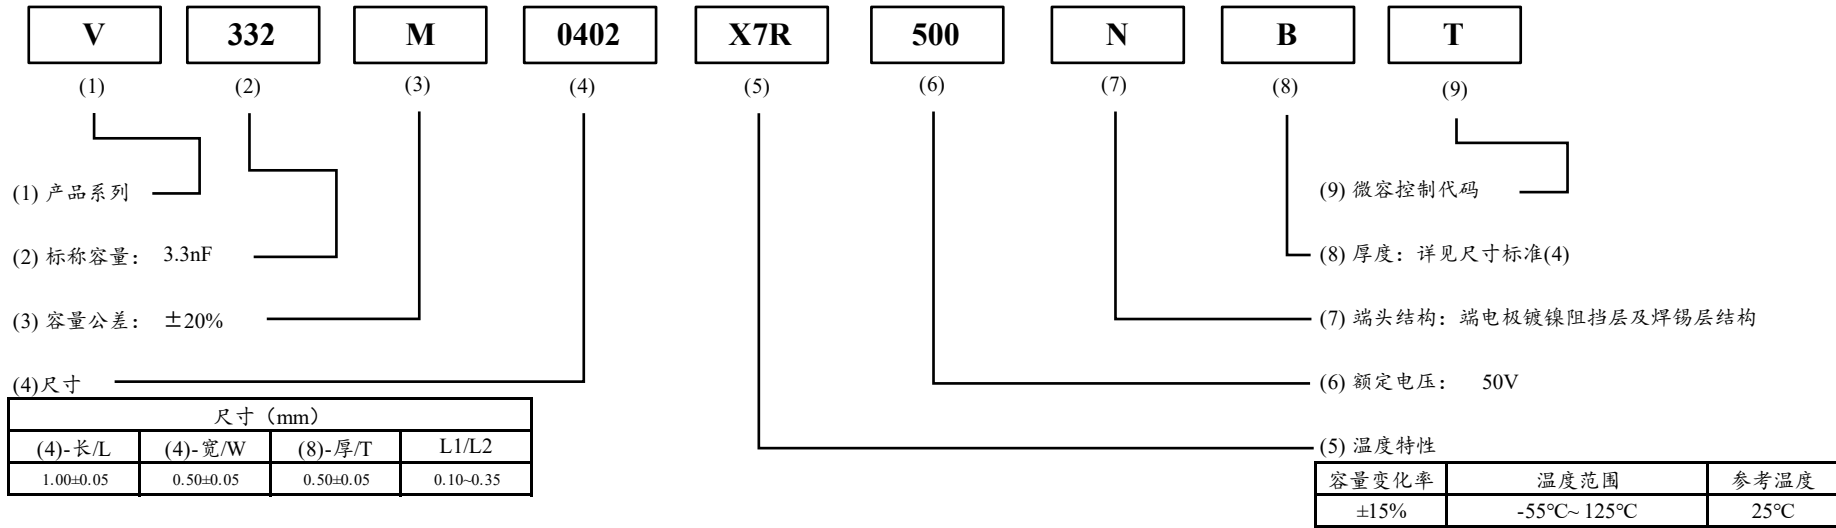 V 332 M 0402 X7R 500 N B T
(1) (2) (3) (4) (5) (6) (7) (8) (9)
(1) 产品系列
(9) 微容控制代码
(2) 标称容量： 3.3nF
(8) 厚度：详见尺寸标准(4)
(3) 容量公差： ±20%
(7) 端头结构：端电极镀镍阻挡层及焊锡层结构
(4)尺寸
(6) 额定电压： 50V
尺寸（mm）
(4)-长/L (4)-宽/W (8)-厚/T L1/L2
1.00±0.05 0.50±0.05 0.50±0.05 0.10~0.35
(5) 温度特性
容量变化率 温度范围 参考温度
±15% -55℃~ 125℃ 25℃